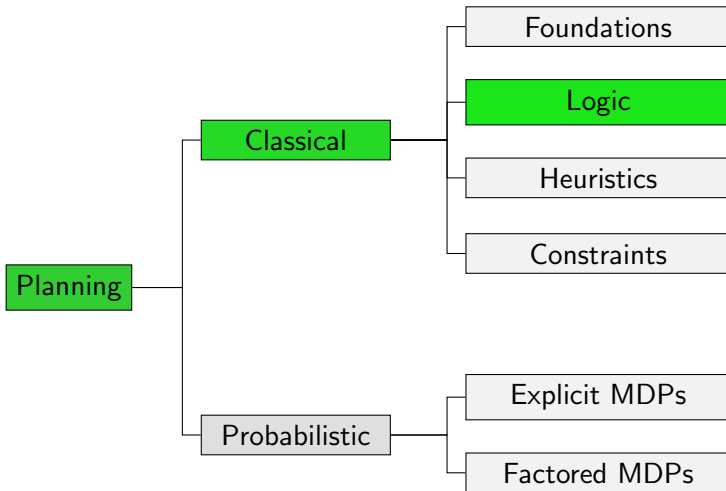 Foundations
Logic
Classical
Heuristics
Constraints
Planning
Explicit MDPs
Probabilistic
Factored MDPs